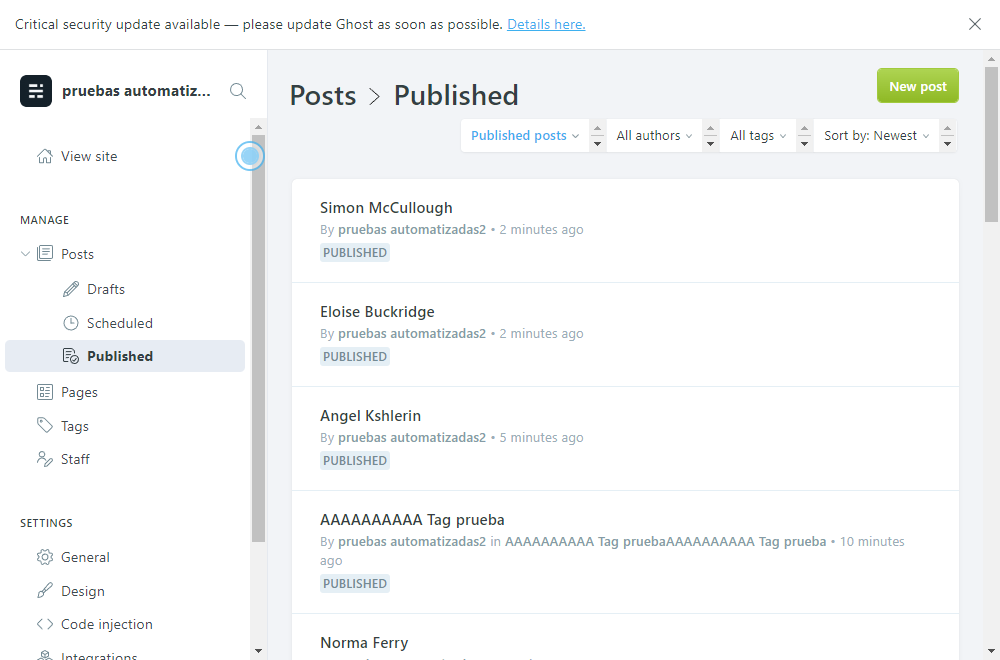 Critical security update available — please update Ghost as soon as possible. Details here.
pruebas automatiz...
View site
MANAGE
Posts
Drafts
Scheduled
Published
Pages
Tags
Staff
SETTINGS
General
Design
Code injection
Integrations
Posts > Published
New post
Published posts
All authors
All tags
Sort by: Newest
Simon McCullough
By pruebas automatizadas2 • 2 minutes ago
PUBLISHED
Eloise Buckridge
By pruebas automatizadas2 • 2 minutes ago
PUBLISHED
Angel Kshlerin
By pruebas automatizadas2 • 5 minutes ago
PUBLISHED
AAAAAAAAAA Tag prueba
By pruebas automatizadas2 in AAAAAAAAAA Tag pruebaAAAAAAAAAA Tag prueba • 10 minutes
ago
PUBLISHED
Norma Ferry